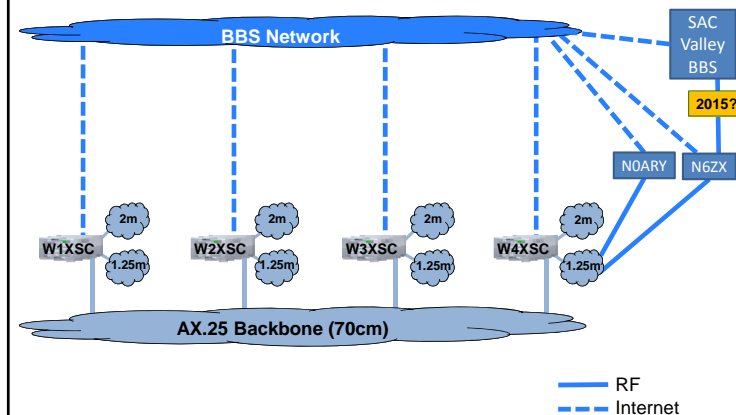 BBS Network
SAC
Valley
BBS
2015?
N0ARY
N6ZX
2m
2m
2m
2m
W1XSC
W2XSC
W3XSC
W4XSC
1.25m
1.25m
1.25m
1.25m
AX.25 Backbone (70cm)
RF
Internet